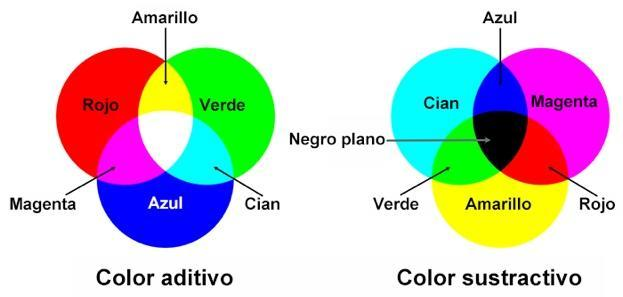 Amarillo
Rojo
Verde
Magenta
Azul
Cian
Color aditivo
Azul
Cian
Magenta
Negro plano
Verde
Amarillo
Rojo
Color sustractivo